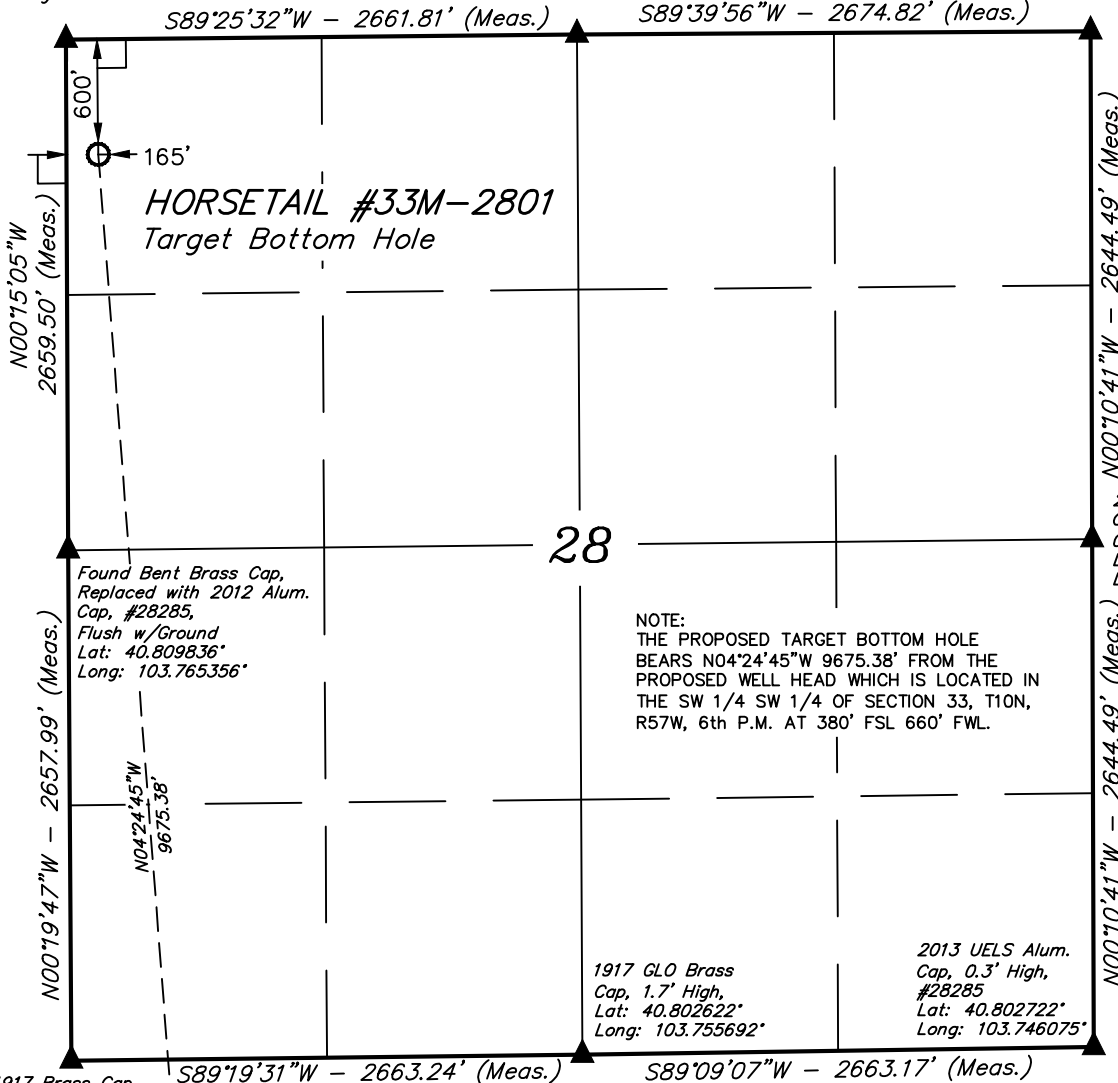 S89°25'32"W - 2661.81' (Meas.)
S89°39'56"W - 2674.82' (Meas.)
600'
165'
HORSETAIL #33M-2801
Target Bottom Hole
N00°15'05"W
2659.50' (Meas.)
N00°10'41"W - 2644.49' (Meas.)
28
Found Bent Brass Cap,
Replaced with 2012 Alum.
Cap, #28285,
Flush w/Ground
Lat: 40.809836°
Long: 103.765356°
NOTE:
THE PROPOSED TARGET BOTTOM HOLE
BEARS N04°24'45"W 9675.38' FROM THE
PROPOSED WELL HEAD WHICH IS LOCATED IN
THE SW 1/4 SW 1/4 OF SECTION 33, T10N,
R57W, 6th P.M. AT 380' FSL 660' FWL.
N00°19'47"W - 2657.99' (Meas.)
N04°24'45"W
9675.38'
N00°10'41"W - 2644.49' (Meas.)
1917 GLO Brass
Cap, 1.7' High,
Lat: 40.802622°
Long: 103.755692°
2013 UELS Alum.
Cap, 0.3' High,
#28285
Lat: 40.802722°
Long: 103.746075°
1917 Brass Cap
S89°19'31"W - 2663.24' (Meas.)
S89°09'07"W - 2663.17' (Meas.)